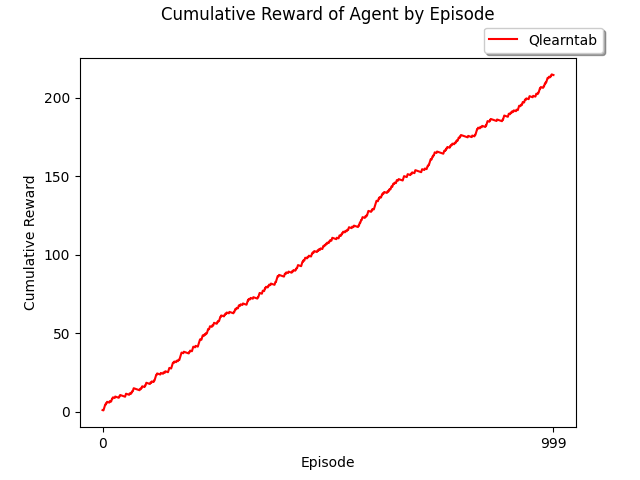 Cumulative Reward of Agent by Episode
Qlearntab
200
150
100
50
0
Cumulative Reward
0
999
Episode